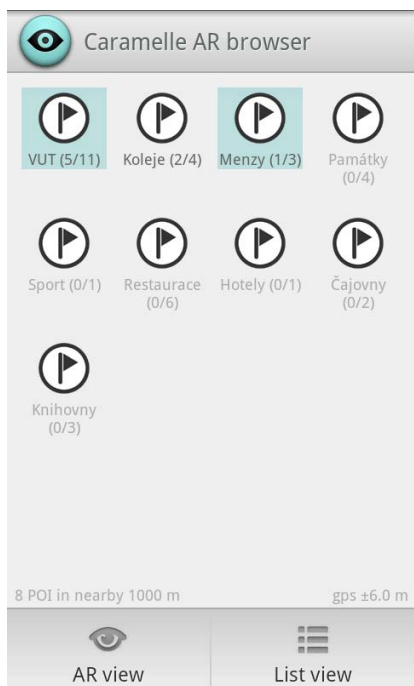 Caramelle AR browser
VUT (5/11) Koleje (2/4) Menzy (1/3) Památky
(0/4)
Sport (0/1) Restaurace Hotely (0/1) Čajovny
(0/6) (0/2)
Knihovny
(0/3)
8 POI in nearby 1000 m gps ±6.0 m
AR view List view